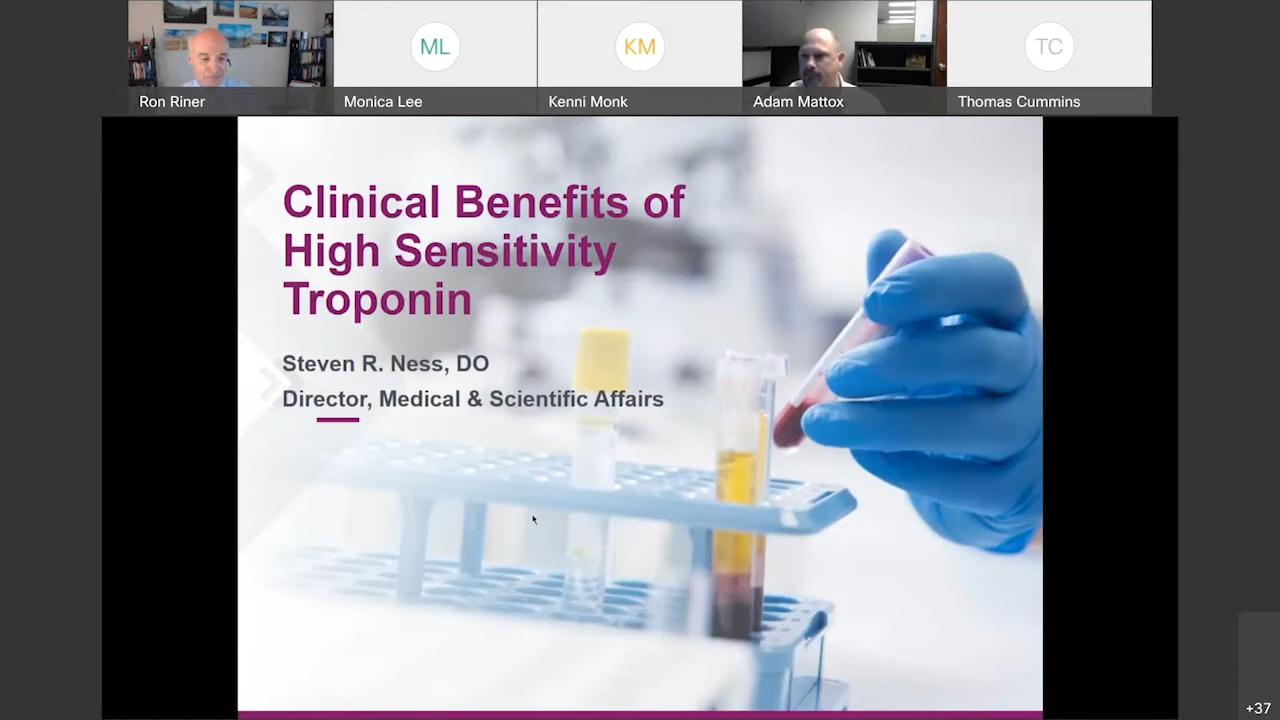 ML
KM
TC
Ron Riner
Monica Lee
Kenni Monk
Adam Mattox
Thomas Cummins
Clinical Benefits of
High Sensitivity
Troponin
Steven R. Ness, DO
Director, Medical & Scientific Affairs
+37